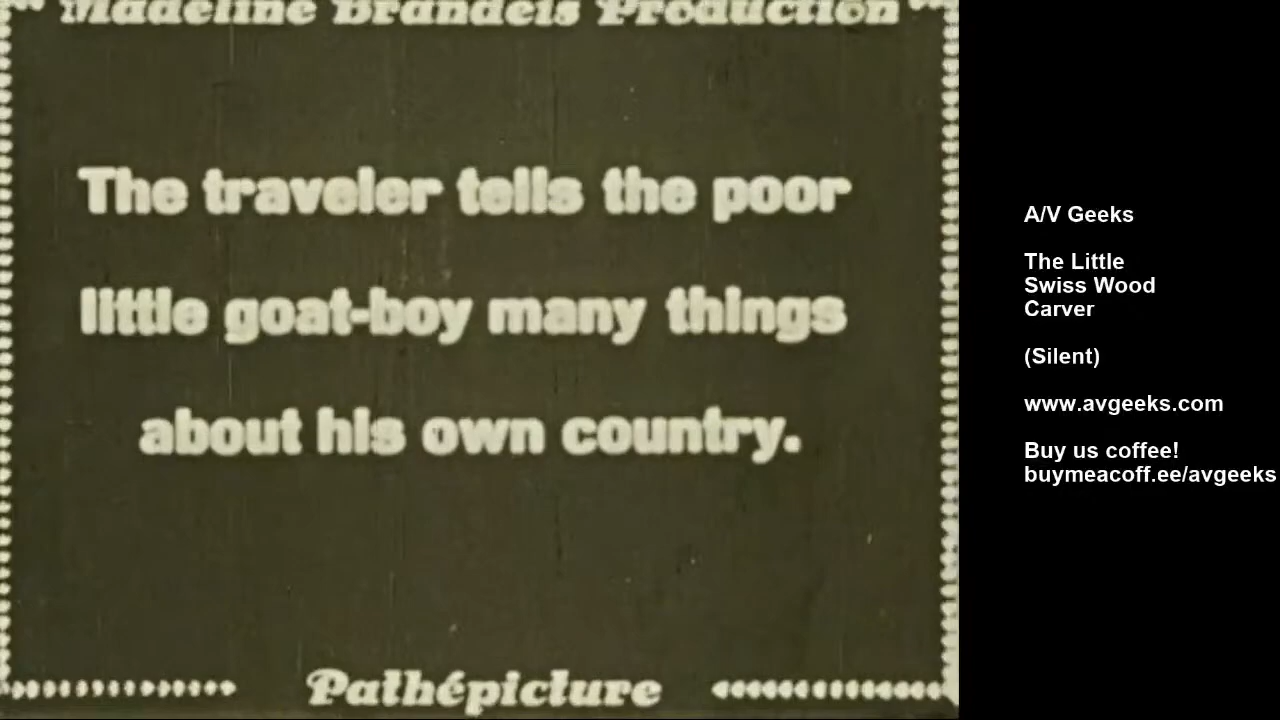 Madeline Brandeis Production
The traveler tells the poor
little goat-boy many things
about his own country.
Pathépicture
A/V Geeks
The Little
Swiss Wood
Carver
(Silent)
www.avgeeks.com
Buy us coffee!
buymeacoff.ee/avgeeks